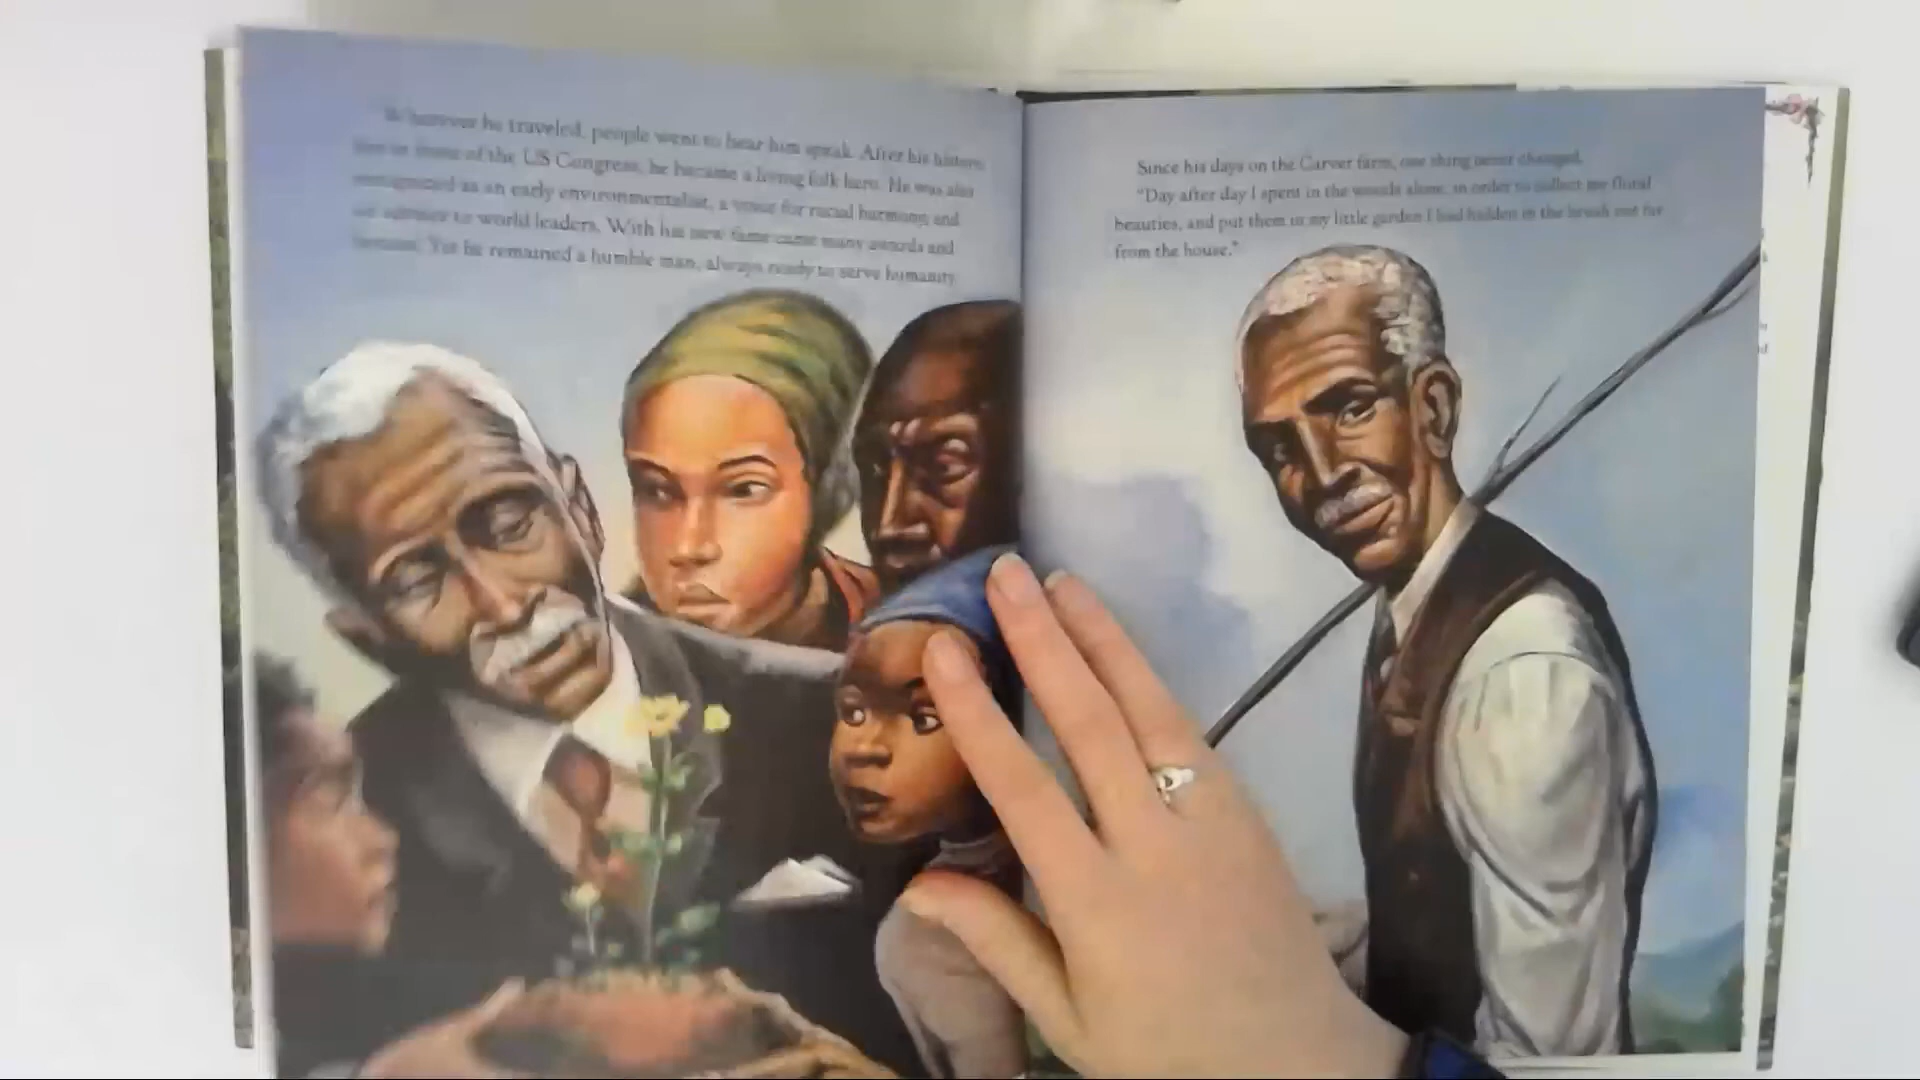 Wherever he traveled, people went to hear him speak. After his historic
of the US Congress, he became a living folk hero. He was also
recognized as an early environmentalist, a voice for racial harmony, and
an adviser to world leaders. With his new fame came many awards and
honors. Yet he remained a humble man, always ready to serve humanity.
Since his days on the Carver farm, one thing never changed.
"Day after day I spent in the woods alone, in order to collect my floral
beauties, and put them in my little garden I had hidden in the brush not far
from the house."